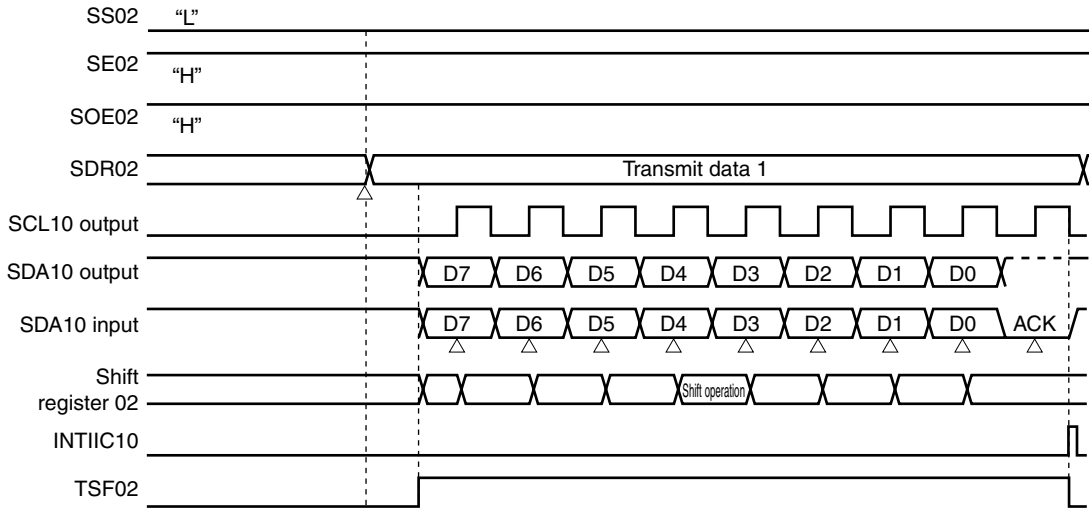 SS02 “L”
SE02 “H”
SOE02 “H”
SDR02 Transmit data 1
SCL10 output
SDA10 output D7 D6 D5 D4 D3 D2 D1 D0
SDA10 input D7 D6 D5 D4 D3 D2 D1 D0 ACK
Shift
register 02 Shift operation
INTIIC10
TSF02